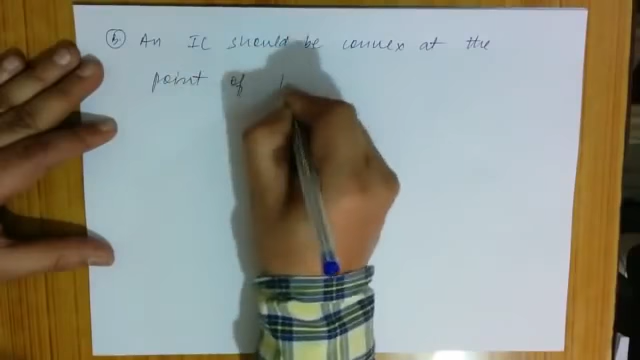 (b) An IC should be convex at the
point of